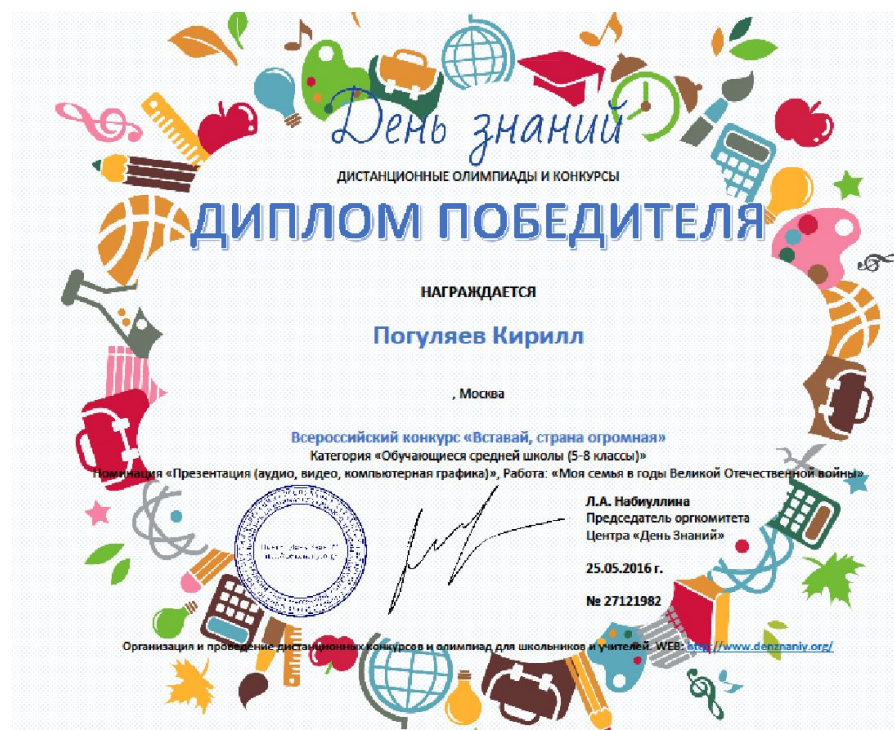 День знаний
ДИСТАНЦИОННЫЕ ОЛИМПИАДЫ И КОНКУРСЫ
ДИПЛОМ ПОБЕДИТЕЛЯ
НАГРАЖДАЕТСЯ
Погуляев Кирилл
, Москва
Всероссийский конкурс «Вставай, страна огромная»
Категория «Обучающиеся средней школы (5-8 классы)»
Номинация «Презентация (аудио, видео, компьютерная графика)», Работа: «Моя семья в годы Великой Отечественной войны»
Л.А. Набиуллина
Председатель оргкомитета
Центра «День Знаний»
25.05.2016 г.
№ 27121982
Организация и проведение дистанционных конкурсов и олимпиад для школьников и учителей. WEB: http://www.denznaniy.org/